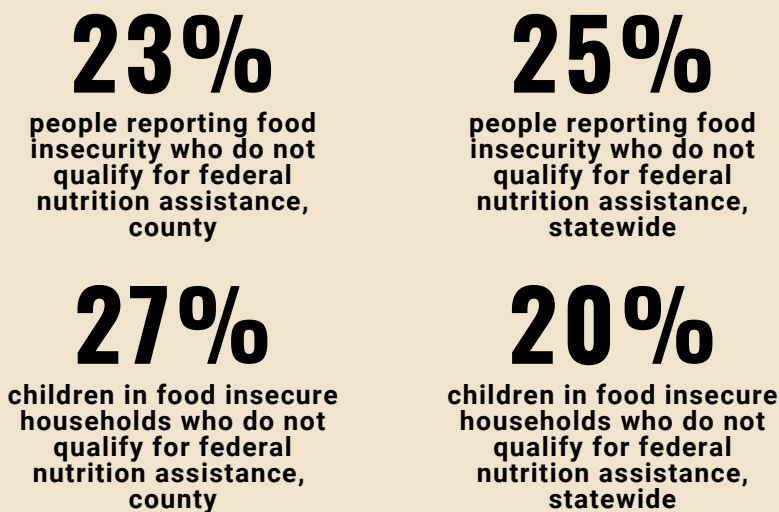 23%
people reporting food
insecurity who do not
qualify for federal
nutrition assistance,
county
25%
people reporting food
insecurity who do not
qualify for federal
nutrition assistance,
statewide
27%
children in food insecure
households who do not
qualify for federal
nutrition assistance,
county
20%
children in food insecure
households who do not
qualify for federal
nutrition assistance,
statewide